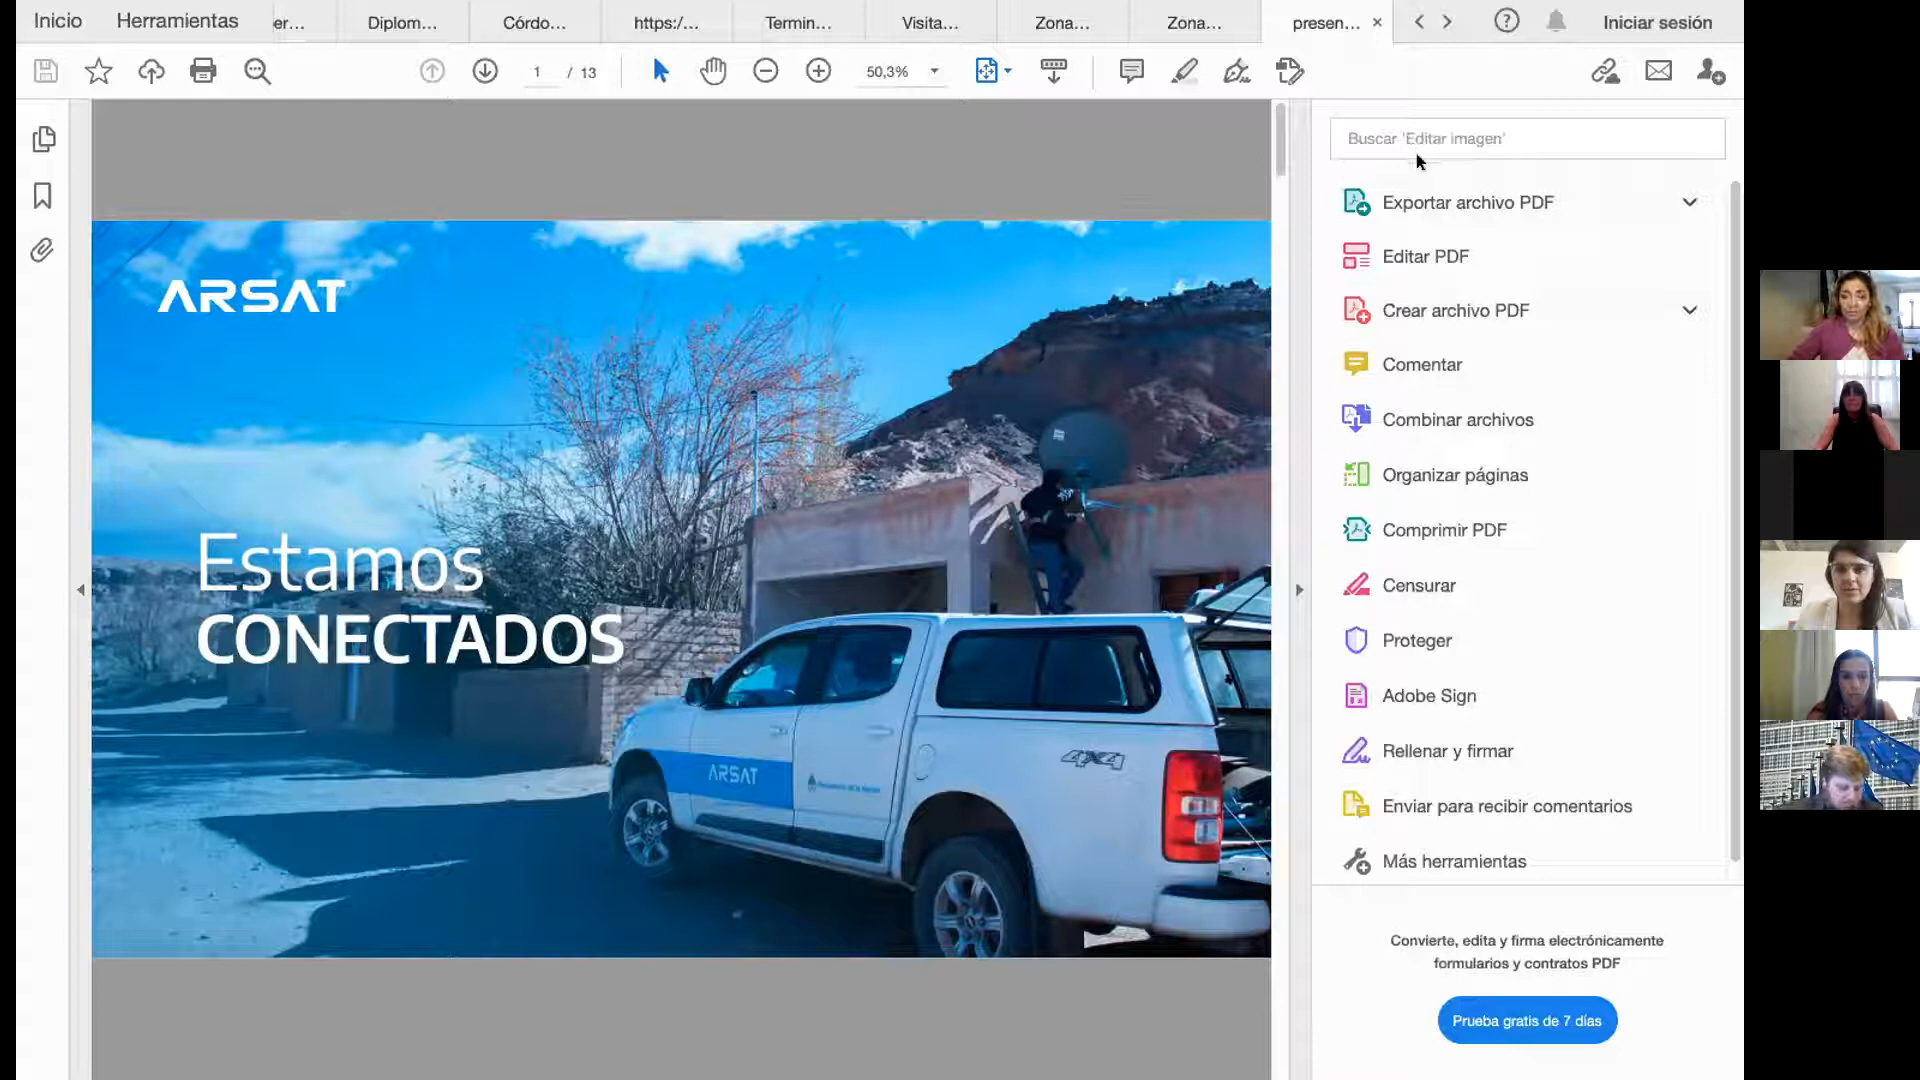 Inicio
Herramientas
er...
Diplom...
Córdo...
https:/...
Termin...
Visita...
Zona...
Zona...
presen...
Iniciar sesión
1 / 13
50,3%
Buscar 'Editar imagen'
Exportar archivo PDF
Editar PDF
Crear archivo PDF
Comentar
Combinar archivos
Organizar páginas
Comprimir PDF
Censurar
Proteger
Adobe Sign
Rellenar y firmar
Enviar para recibir comentarios
Más herramientas
Convierte, edita y firma electrónicamente
formularios y contratos PDF
Prueba gratis de 7 días
ARSAT
Estamos
CONECTADOS
ARSAT
4X4